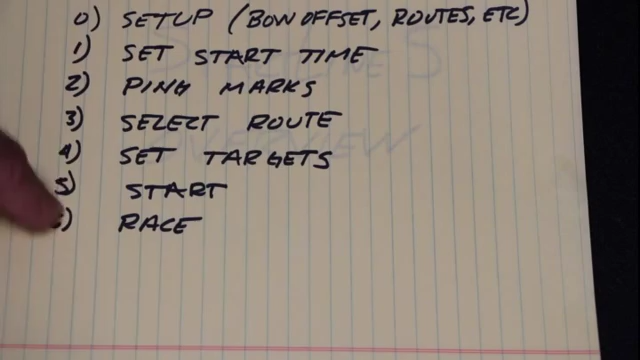 0) SETUP (BOW OFFSET, ROUTES, ETC)
1) SET START TIME
2) PING MARKS
3) SELECT ROUTE
4) SET TARGETS
5) START
6) RACE